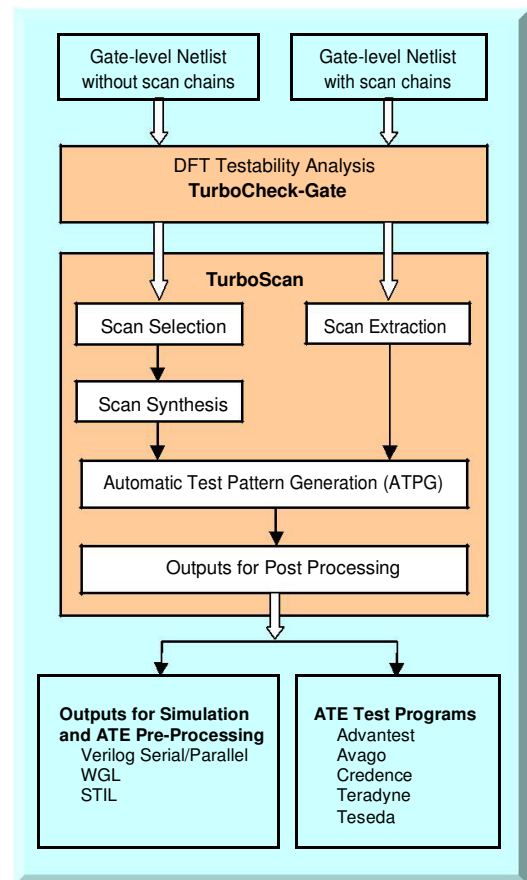 Gate-level Netlist
without scan chains
Gate-level Netlist
with scan chains
DFT Testability Analysis
TurboCheck-Gate
TurboScan
Scan Selection
Scan Extraction
Scan Synthesis
Automatic Test Pattern Generation (ATPG)
Outputs for Post Processing
Outputs for Simulation
and ATE Pre-Processing
Verilog Serial/Parallel
WGL
STIL
ATE Test Programs
Advantest
Avago
Credence
Teradyne
Teseda